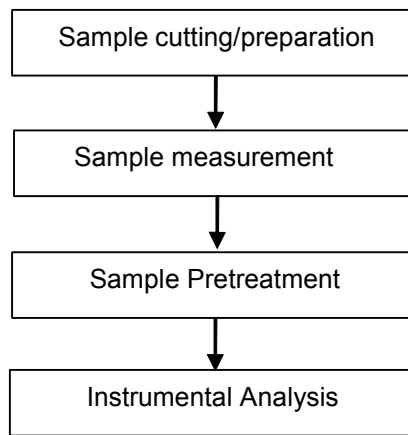 Sample cutting/preparation
Sample measurement
Sample Pretreatment
Instrumental Analysis